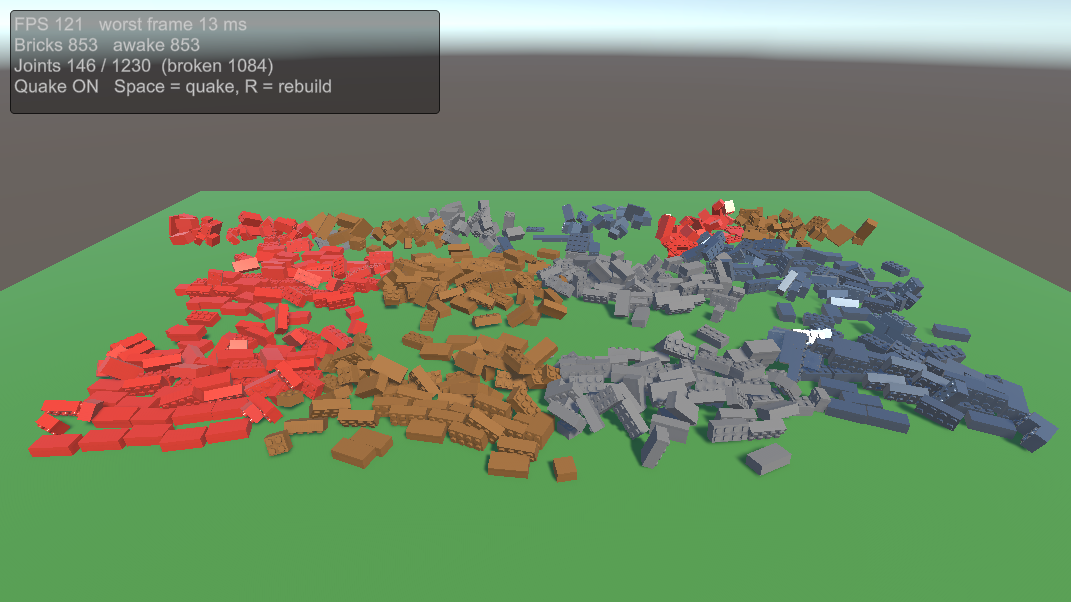 FPS 121   worst frame 13 ms
Bricks 853   awake 853
Joints 146 / 1230  (broken 1084)
Quake ON   Space = quake, R = rebuild